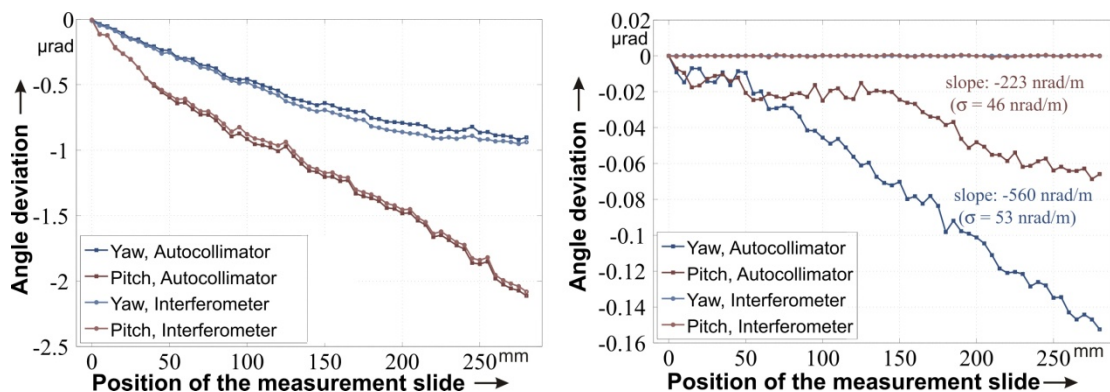 0
µrad
-0.5
-1
-1.5
-2
-2.5
Angle deviation
Yaw, Autocollimator
Pitch, Autocollimator
Yaw, Interferometer
Pitch, Interferometer
0 50 100 150 200 250 mm
Position of the measurement slide
0.02
µrad
0
-0.02
-0.04
-0.06
-0.08
-0.1
-0.12
-0.14
-0.16
Angle deviation
slope: -223 nrad/m
(σ = 46 nrad/m)
slope: -560 nrad/m
(σ = 53 nrad/m)
Yaw, Autocollimator
Pitch, Autocollimator
Yaw, Interferometer
Pitch, Interferometer
0 50 100 150 200 250 mm
Position of the measurement slide